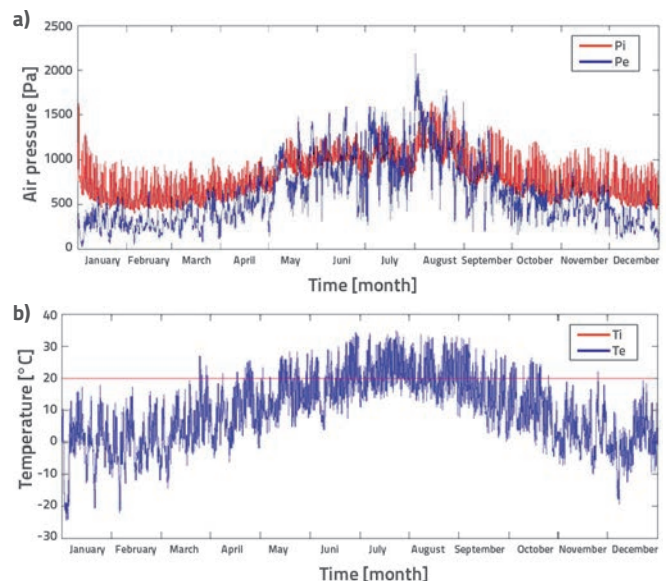 a)
2500
Pi
Pe
2000
1500
1000
500
0
Air pressure [Pa]
January February March April May Juni July August September October November December
Time [month]
b)
40
Ti
Te
30
20
10
0
-10
-20
-30
Temperature [°C]
January February March April May Juni July August September October November December
Time [month]